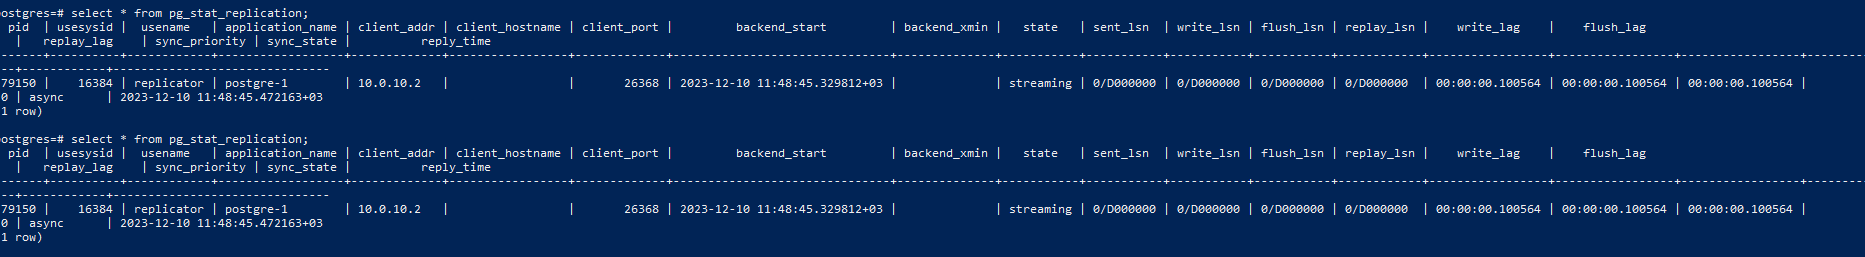 ostgres=# select * from pg_stat_replication;
 pid  | usesysid |  usename   | application_name | client_addr | client_hostname | client_port |         backend_start         | backend_xmin |   state   | sent_lsn  | write_lsn | flush_lsn | replay_lsn |    write_lag    |    flush_lag
  |   replay_lag    | sync_priority | sync_state |          reply_time
------+----------+------------+------------------+-------------+-----------------+-------------+-------------------------------+--------------+-----------+-----------+-----------+-----------+------------+-----------------+-----------------+-----------------+--------
--+-----------------+---------------+------------+-------------------------------
79150 |    16384 | replicator | postgre-1        | 10.0.10.2   |                 |       26368 | 2023-12-10 11:48:45.329812+03 |              | streaming | 0/D000000 | 0/D000000 | 0/D000000 | 0/D000000  | 00:00:00.100564 | 00:00:00.100564 | 00:00:00.100564 |
0 | async      | 2023-12-10 11:48:45.472163+03
1 row)
ostgres=# select * from pg_stat_replication;
 pid  | usesysid |  usename   | application_name | client_addr | client_hostname | client_port |         backend_start         | backend_xmin |   state   | sent_lsn  | write_lsn | flush_lsn | replay_lsn |    write_lag    |    flush_lag
  |   replay_lag    | sync_priority | sync_state |          reply_time
------+----------+------------+------------------+-------------+-----------------+-------------+-------------------------------+--------------+-----------+-----------+-----------+-----------+------------+-----------------+-----------------+-----------------+--------
--+-----------------+---------------+------------+-------------------------------
79150 |    16384 | replicator | postgre-1        | 10.0.10.2   |                 |       26368 | 2023-12-10 11:48:45.329812+03 |              | streaming | 0/D000000 | 0/D000000 | 0/D000000 | 0/D000000  | 00:00:00.100564 | 00:00:00.100564 | 00:00:00.100564 |
0 | async      | 2023-12-10 11:48:45.472163+03
1 row)